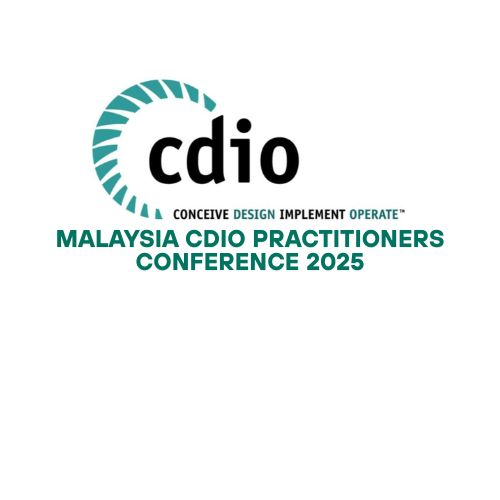 cdio
CONCEIVE DESIGN IMPLEMENT OPERATE™
MALAYSIA CDIO PRACTITIONERS
CONFERENCE 2025